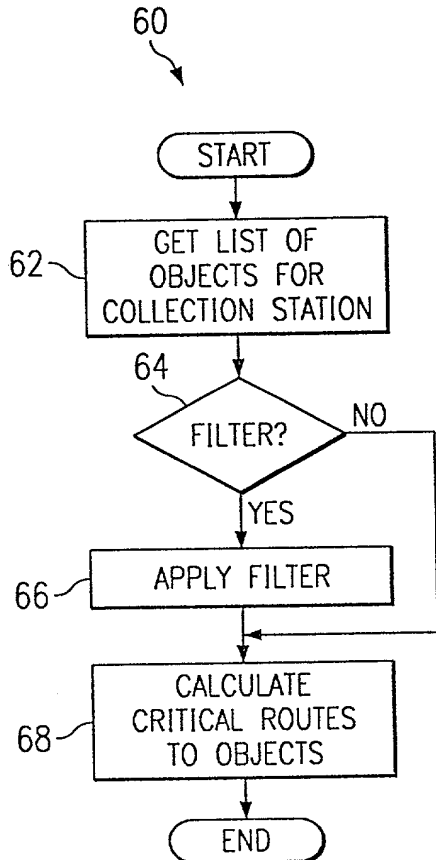 60
START
62
GET LIST OF
OBJECTS FOR
COLLECTION STATION
64
FILTER?
NO
YES
66
APPLY FILTER
68
CALCULATE
CRITICAL ROUTES
TO OBJECTS
END